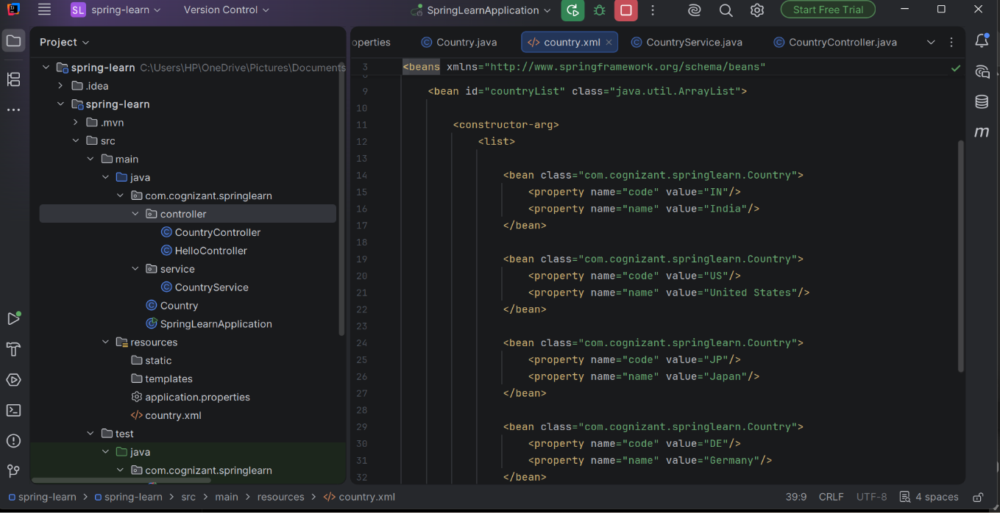 SL spring-learn Version Control SpringLearnApplication Start Free Trial
Project
spring-learn C:\Users\HP\OneDrive\Pictures\Documents
.idea
spring-learn
.mvn
src
main
java
com.cognizant.springlearn
controller
CountryController
HelloController
service
CountryService
Country
SpringLearnApplication
resources
static
templates
application.properties
country.xml
test
java
com.cognizant.springlearn
operties Country.java country.xml CountryService.java CountryController.java
3 <beans xmlns="http://www.springframework.org/schema/beans"
9 <bean id="countryList" class="java.util.ArrayList">
10
11 <constructor-arg>
12 <list>
13
14 <bean class="com.cognizant.springlearn.Country">
15 <property name="code" value="IN"/>
16 <property name="name" value="India"/>
17 </bean>
18
19 <bean class="com.cognizant.springlearn.Country">
20 <property name="code" value="US"/>
21 <property name="name" value="United States"/>
22 </bean>
23
24 <bean class="com.cognizant.springlearn.Country">
25 <property name="code" value="JP"/>
26 <property name="name" value="Japan"/>
27 </bean>
28
29 <bean class="com.cognizant.springlearn.Country">
30 <property name="code" value="DE"/>
31 <property name="name" value="Germany"/>
32 </bean>
spring-learn > spring-learn > src > main > resources > </> country.xml 39:9 CRLF UTF-8 4 spaces